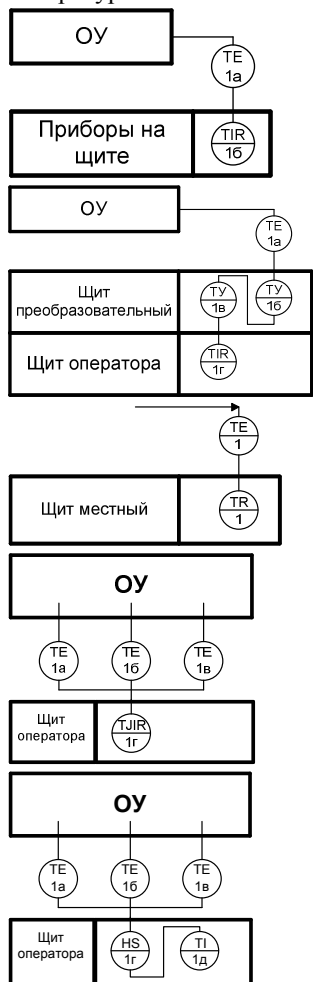 ОУ
TE
1а
Приборы на
щите
TIR
1б
ОУ
TE
1а
Щит
преобразовательный
ТУ
1в
ТУ
1б
Щит оператора
TIR
1г
TE
1
Щит местный
TR
1
ОУ
TE
1а
TE
1б
TE
1в
Щит
оператора
TJIR
1г
ОУ
TE
1а
TE
1б
TE
1в
Щит
оператора
HS
1г
TI
1д